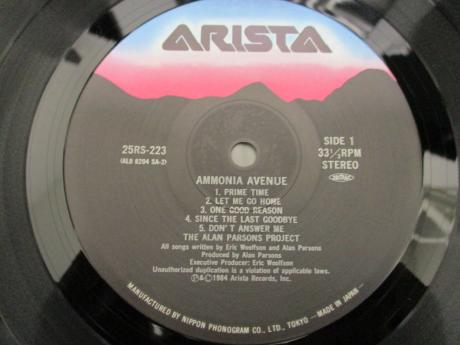 ARISTA
25RS-223
(AL8 8204 SA-2)
SIDE 1
33 1/3 RPM
STEREO
AMMONIA AVENUE
1. PRIME TIME
2. LET ME GO HOME
3. ONE GOOD REASON
4. SINCE THE LAST GOODBYE
5. DON'T ANSWER ME
THE ALAN PARSONS PROJECT
All songs written by Eric Woolfson and Alan Parsons
Produced by Alan Parsons
Executive Producer: Eric Woolfson
Unauthorized duplication is a violation of applicable laws.
℗&©1984 Arista Records, Inc.
MANUFACTURED BY NIPPON PHONOGRAM CO., LTD., TOKYO —MADE IN JAPAN—